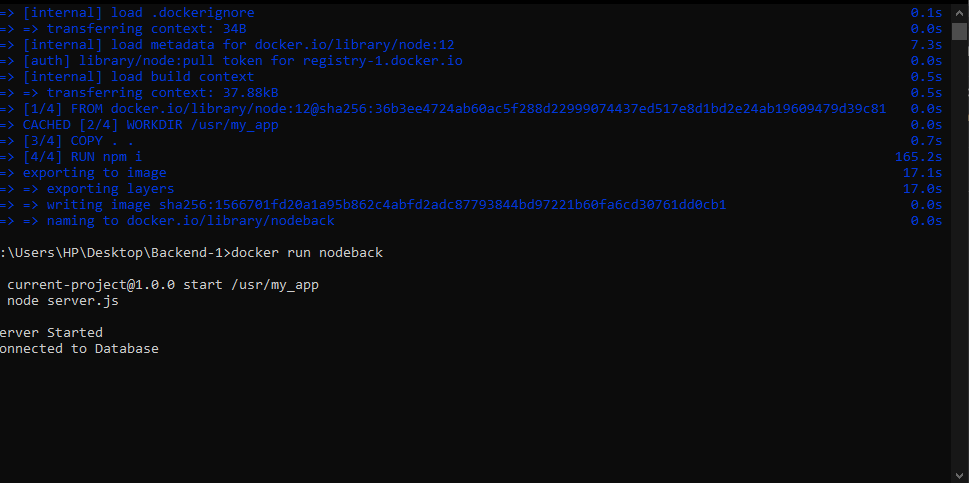 => [internal] load .dockerignore 0.1s
=> => transferring context: 34B 0.0s
=> [internal] load metadata for docker.io/library/node:12 7.3s
=> [auth] library/node:pull token for registry-1.docker.io 0.0s
=> [internal] load build context 0.5s
=> => transferring context: 37.88kB 0.5s
=> [1/4] FROM docker.io/library/node:12@sha256:36b3ee4724ab60ac5f288d22999074437ed517e8d1bd2e24ab19609479d39c81 0.0s
=> CACHED [2/4] WORKDIR /usr/my_app 0.0s
=> [3/4] COPY . . 0.7s
=> [4/4] RUN npm i 165.2s
=> exporting to image 17.1s
=> => exporting layers 17.0s
=> => writing image sha256:1566701fd20a1a95b862c4abfd2adc87793844bd97221b60fa6cd30761dd0cb1 0.0s
=> => naming to docker.io/library/nodeback 0.0s
:\Users\HP\Desktop\Backend-1>docker run nodeback
current-project@1.0.0 start /usr/my_app
node server.js
erver Started
onnected to Database